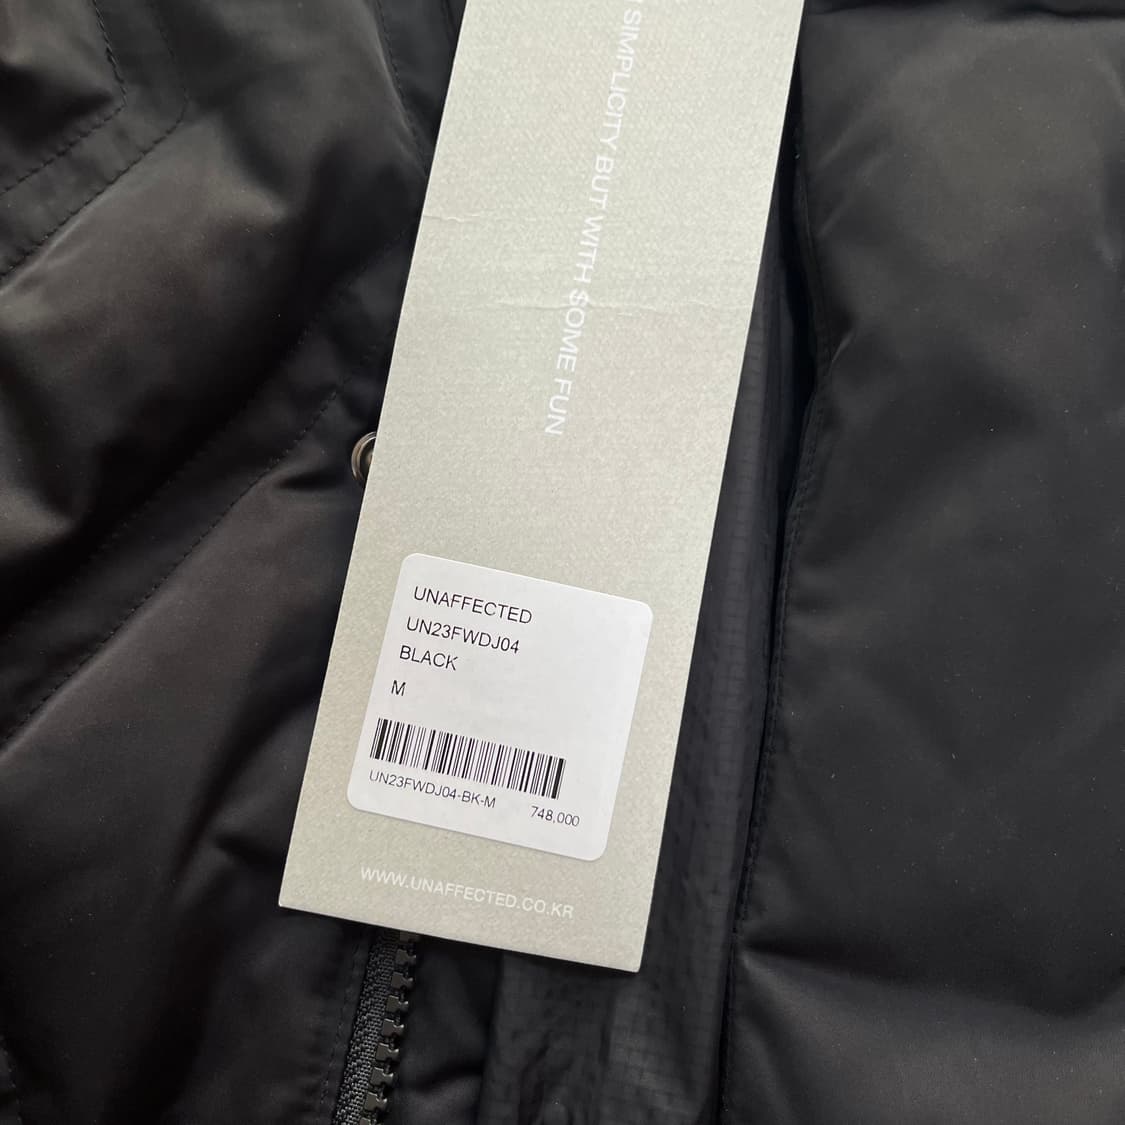 SIMPLICITY BUT WITH SOME FUN
UNAFFECTED
UN23FWDJ04
BLACK
M
UN23FWDJ04-BK-M 748,000
WWW.UNAFFECTED.CO.KR